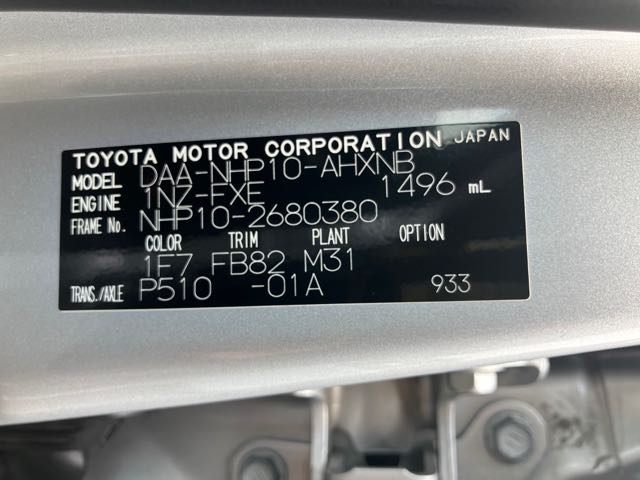 TOYOTA MOTOR CORPORATION JAPAN
MODEL DAA-NHP10-AHXNB
ENGINE 1NZ-FXE 1496 mL
FRAME No. NHP10-2680380
COLOR TRIM PLANT OPTION
1F7 FB82 M31
TRANS./AXLE P510 -01A 933